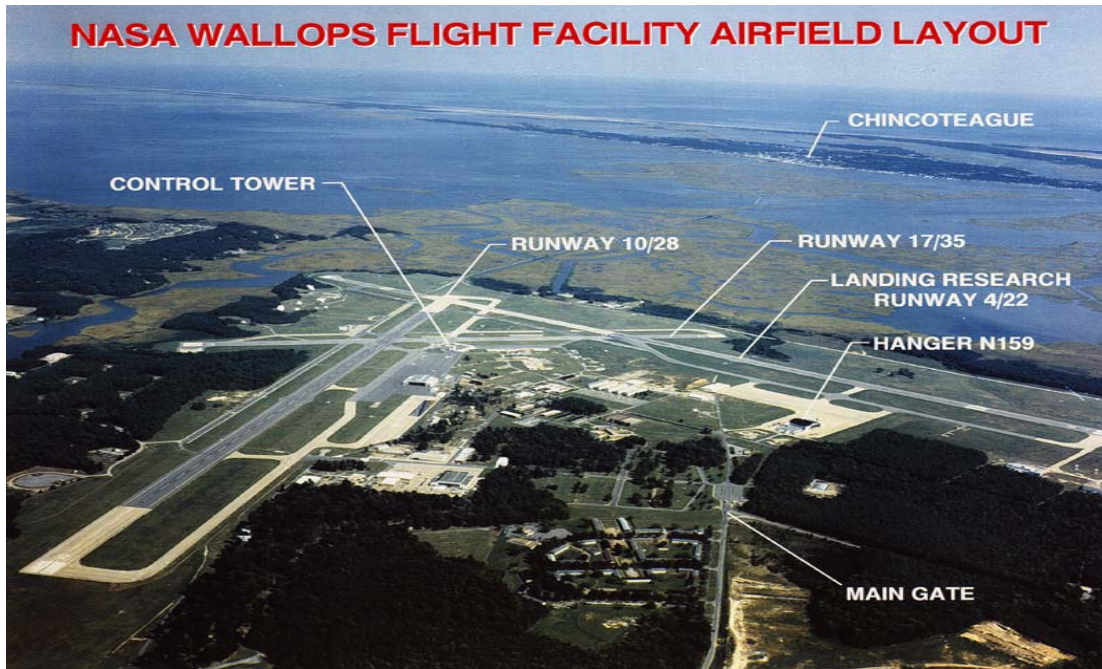 NASA WALLOPS FLIGHT FACILITY AIRFIELD LAYOUT
CHINCOTEAGUE
CONTROL TOWER
RUNWAY 10/28
RUNWAY 17/35
LANDING RESEARCH
RUNWAY 4/22
HANGER N159
MAIN GATE